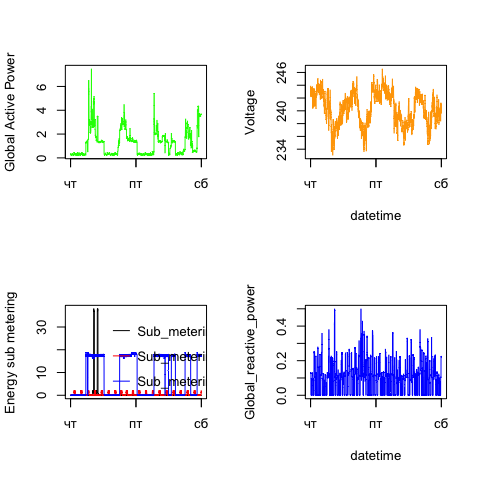 Global Active Power
0 2 4 6
чт пт сб
Voltage
234 240 246
чт пт сб
datetime
Energy sub metering
0 10 30
Sub_meteri
Sub_meteri
Sub_meteri
чт пт сб
Global_reactive_power
0.0 0.2 0.4
чт пт сб
datetime